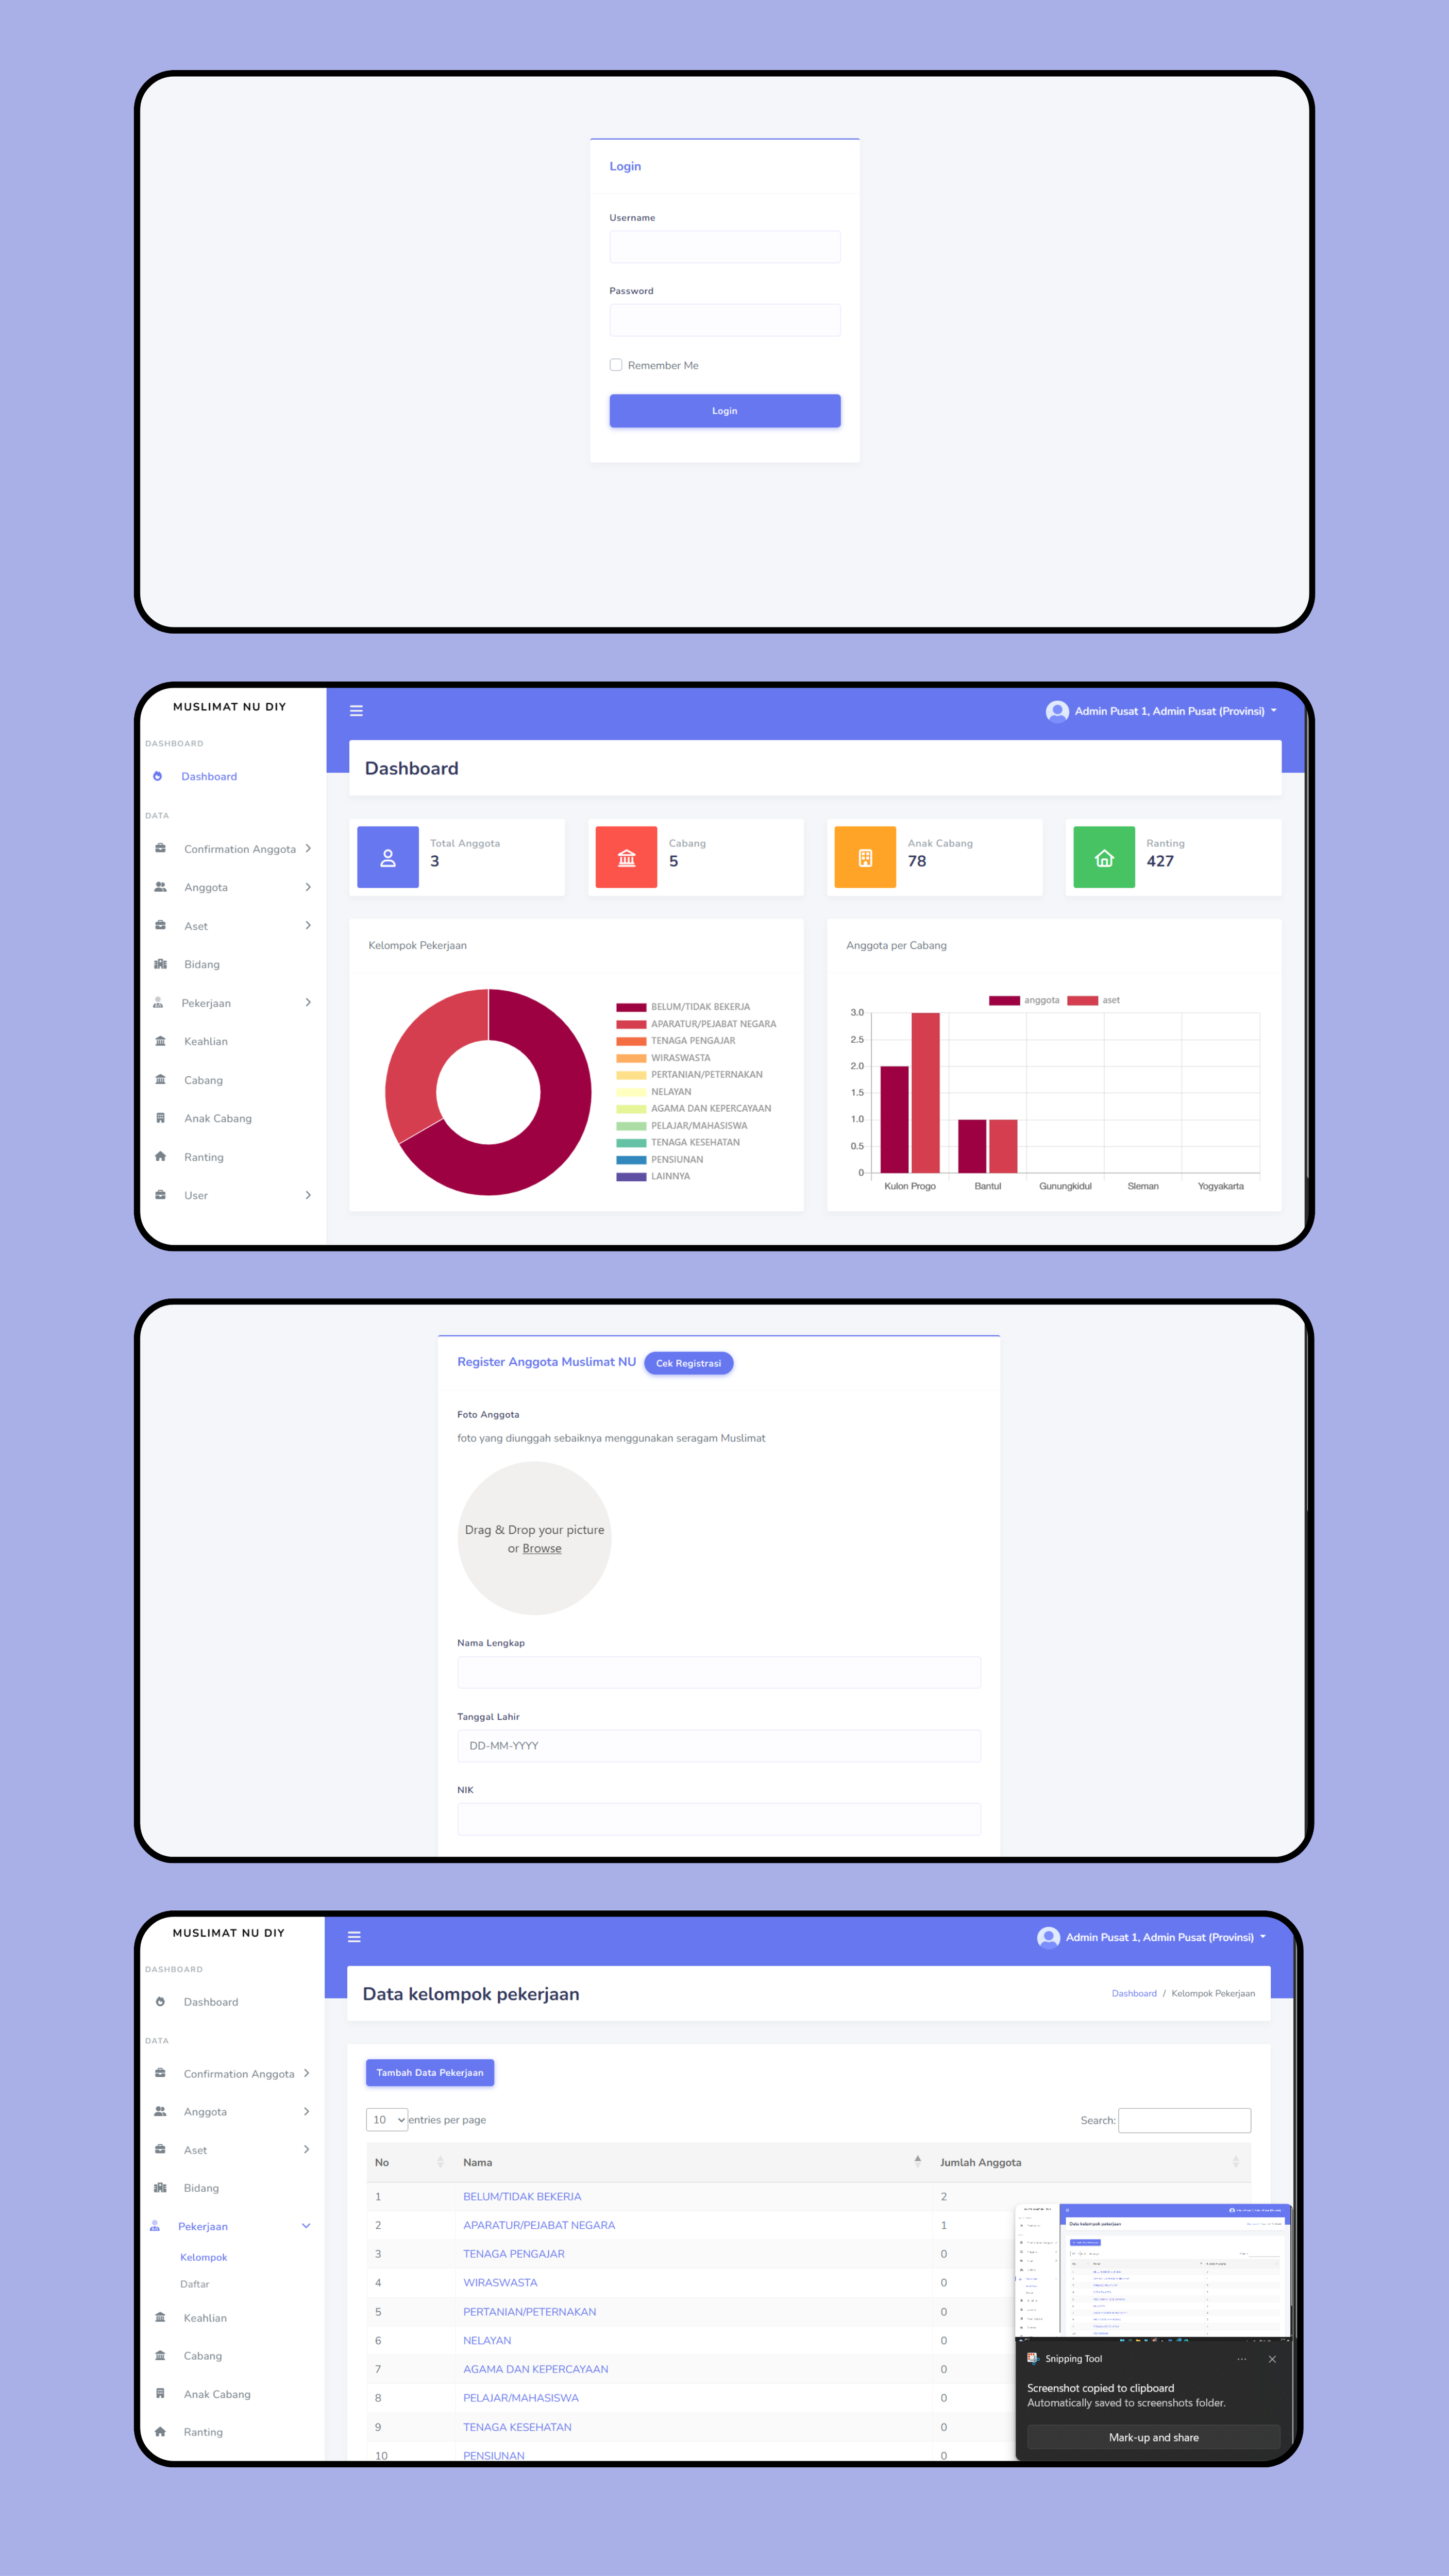 Login
Username
Password
Remember Me
Login
MUSLIMAT NU DIY
Admin Pusat 1, Admin Pusat (Provinsi)
DASHBOARD
Dashboard
DATA
Confirmation Anggota
Anggota
Aset
Bidang
Pekerjaan
Keahlian
Cabang
Anak Cabang
Ranting
User
Dashboard
Total Anggota
3
Cabang
5
Anak Cabang
78
Ranting
427
Kelompok Pekerjaan
BELUM/TIDAK BEKERJA
APARATUR/PEJABAT NEGARA
TENAGA PENGAJAR
WIRASWASTA
PERTANIAN/PETERNAKAN
NELAYAN
AGAMA DAN KEPERCAYAAN
PELAJAR/MAHASISWA
TENAGA KESEHATAN
PENSIUNAN
LAINNYA
Anggota per Cabang
anggota aset
3.0
2.5
2.0
1.5
1.0
0.5
0
Kulon Progo Bantul Gunungkidul Sleman Yogyakarta
Register Anggota Muslimat NU Cek Registrasi
Foto Anggota
foto yang diunggah sebaiknya menggunakan seragam Muslimat
Drag & Drop your picture
or Browse
Nama Lengkap
Tanggal Lahir
DD-MM-YYYY
NIK
MUSLIMAT NU DIY
Admin Pusat 1, Admin Pusat (Provinsi)
DASHBOARD
Dashboard
DATA
Confirmation Anggota
Anggota
Aset
Bidang
Pekerjaan
Kelompok
Daftar
Keahlian
Cabang
Anak Cabang
Ranting
Data kelompok pekerjaan
Dashboard / Kelompok Pekerjaan
Tambah Data Pekerjaan
10 entries per page
Search:
No Nama Jumlah Anggota
1 BELUM/TIDAK BEKERJA 2
2 APARATUR/PEJABAT NEGARA 1
3 TENAGA PENGAJAR 0
4 WIRASWASTA 0
5 PERTANIAN/PETERNAKAN 0
6 NELAYAN 0
7 AGAMA DAN KEPERCAYAAN 0
8 PELAJAR/MAHASISWA 0
9 TENAGA KESEHATAN 0
10 PENSIUNAN 0
Data kelompok pekerjaan
Snipping Tool
Screenshot copied to clipboard
Automatically saved to screenshots folder.
Mark-up and share